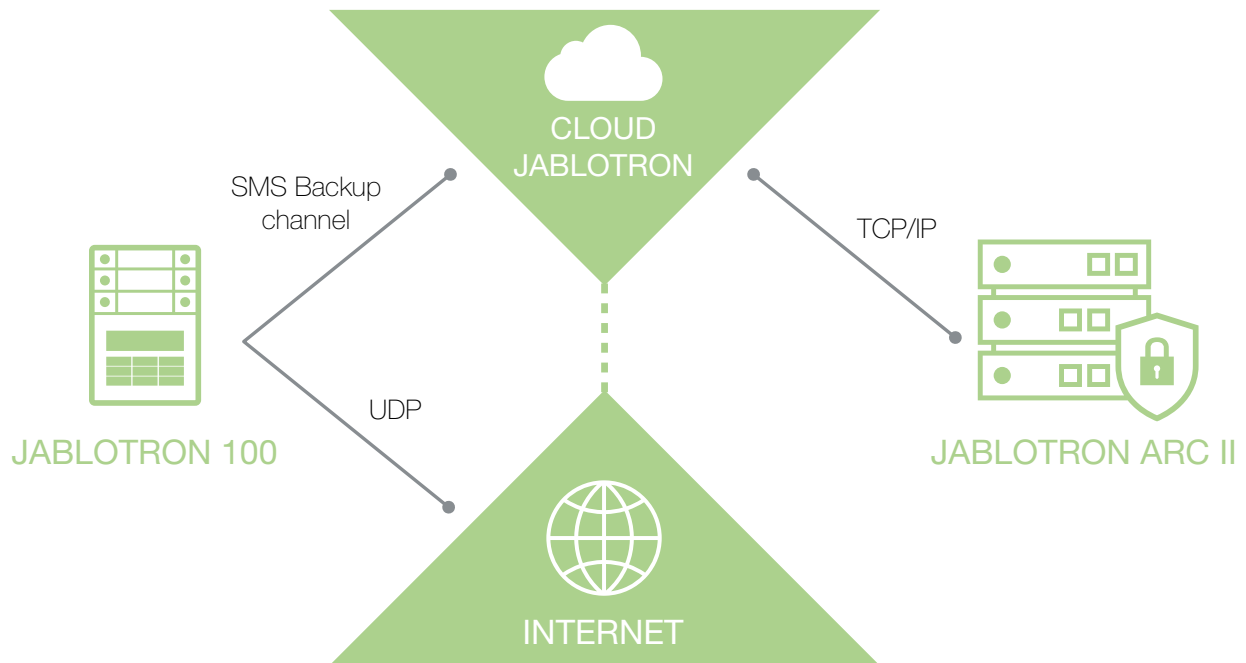 CLOUD
JABLOTRON
SMS Backup
channel
TCP/IP
UDP
JABLOTRON 100
JABLOTRON ARC II
INTERNET